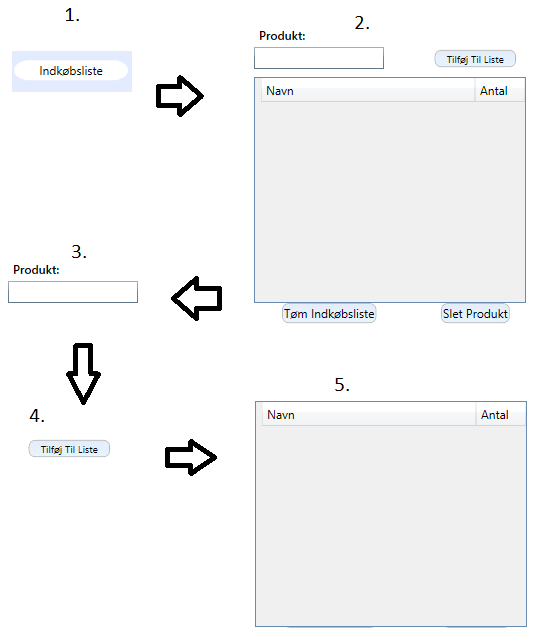 1.
Indkøbsliste
2.
Produkt:
Tilføj Til Liste
Navn Antal
Tøm Indkøbsliste Slet Produkt
3.
Produkt:
4.
Tilføj Til Liste
5.
Navn Antal